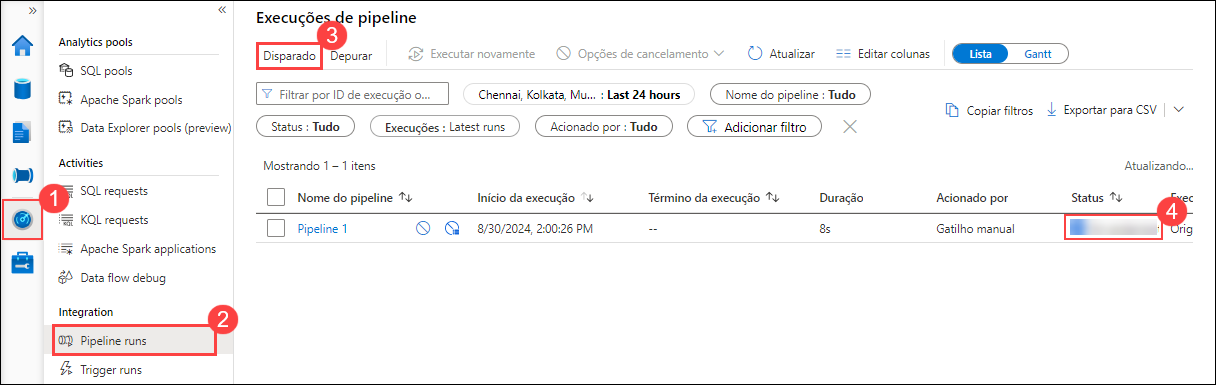 »
«
Analytics pools
SQL pools
Apache Spark pools
Data Explorer pools (preview)
Activities
SQL requests
KQL requests
Apache Spark applications
Data flow debug
Integration
Pipeline runs
Trigger runs
1
2
Execuções de pipeline
3
Disparado Depurar Executar novamente Opções de cancelamento Atualizar Editar colunas Lista Gantt
Filtrar por ID de execução o... Chennai, Kolkata, Mu... : Last 24 hours Nome do pipeline : Tudo
Copiar filtros Exportar para CSV
Status : Tudo Execuções : Latest runs Acionado por : Tudo Adicionar filtro
Mostrando 1 – 1 itens Atualizando...
Nome do pipeline Início da execução Término da execução Duração Acionado por Status Exec
4
Pipeline 1 8/30/2024, 2:00:26 PM -- 8s Gatilho manual Orig